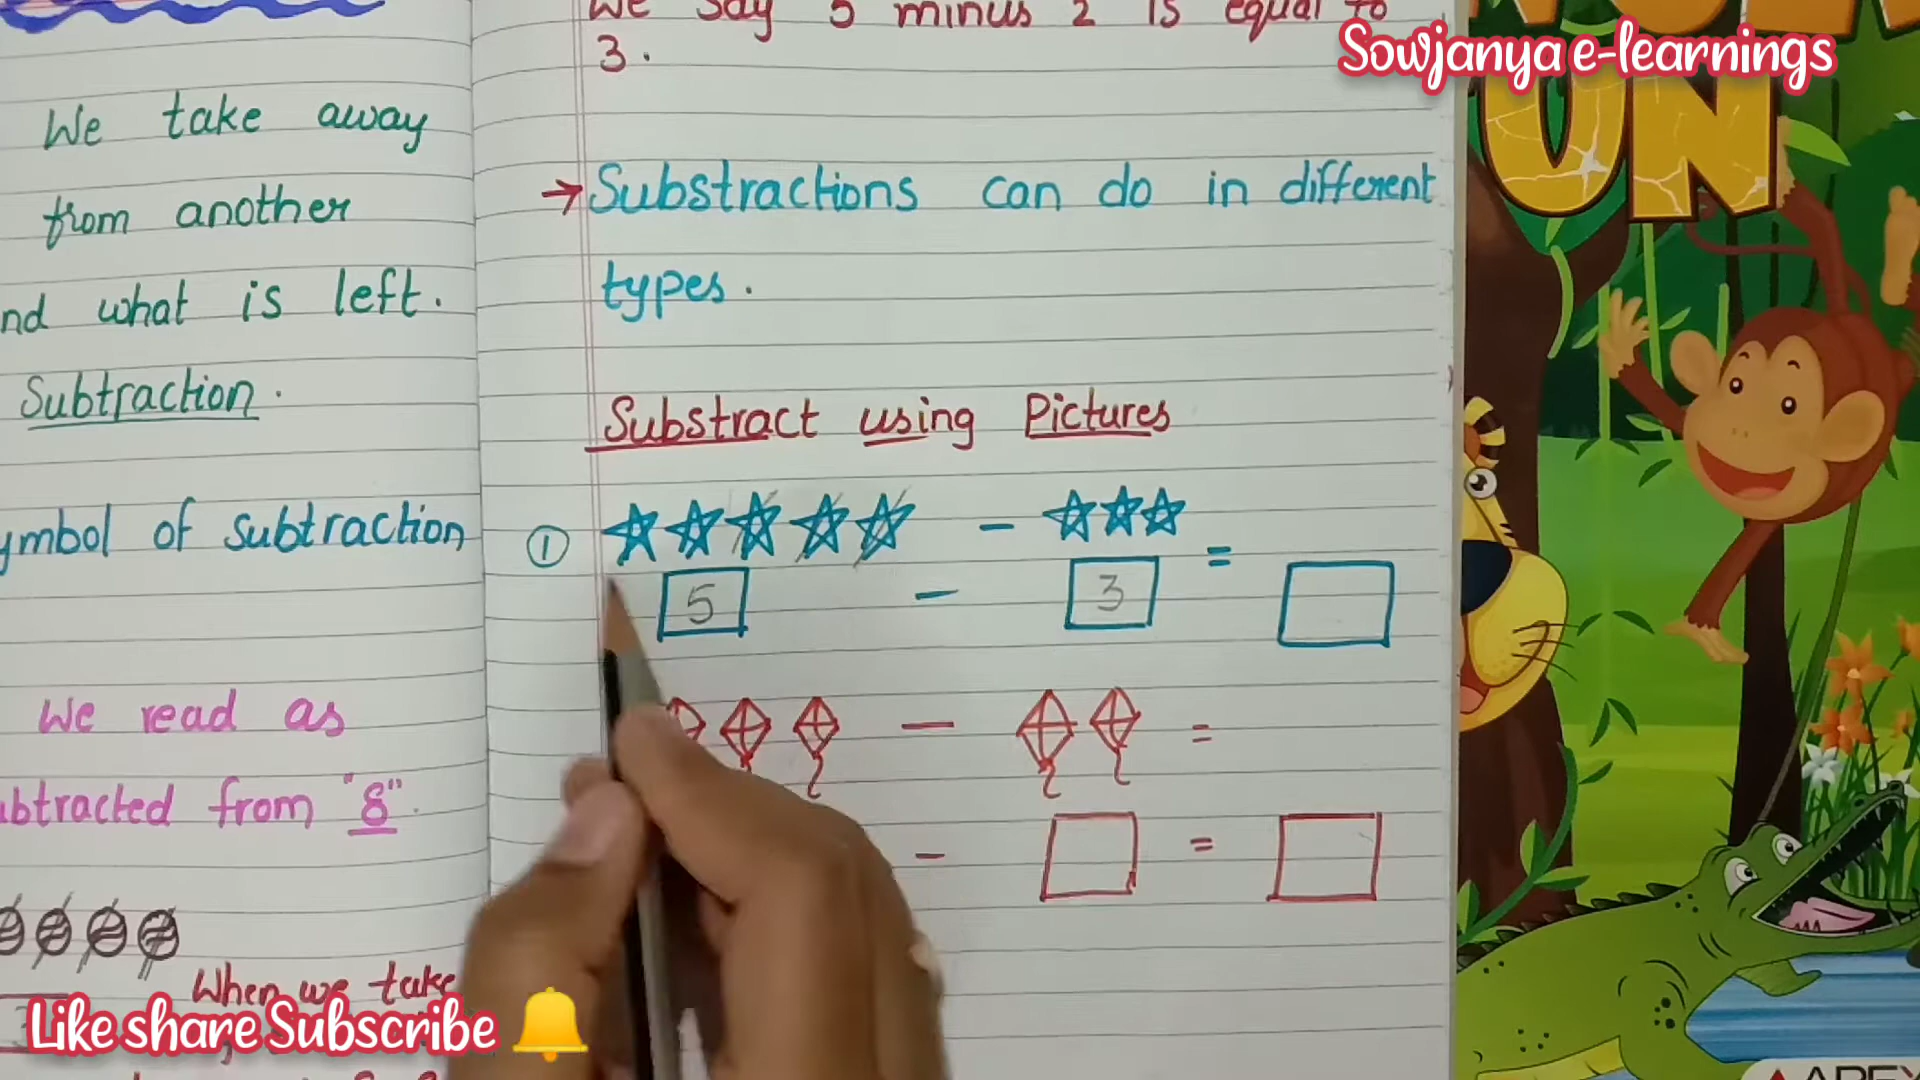 We say 5 minus 2 is equal to
3.
Sowjanya e-learnings
UN
We take away
from another
nd what is left.
Subtraction.
ymbol of subtraction
We read as
ubtracted from "8".
When we take
→ Substractions can do in different
types.
Substract using Pictures
① - =
5 - 3
- =
- =
Like share Subscribe
APEX